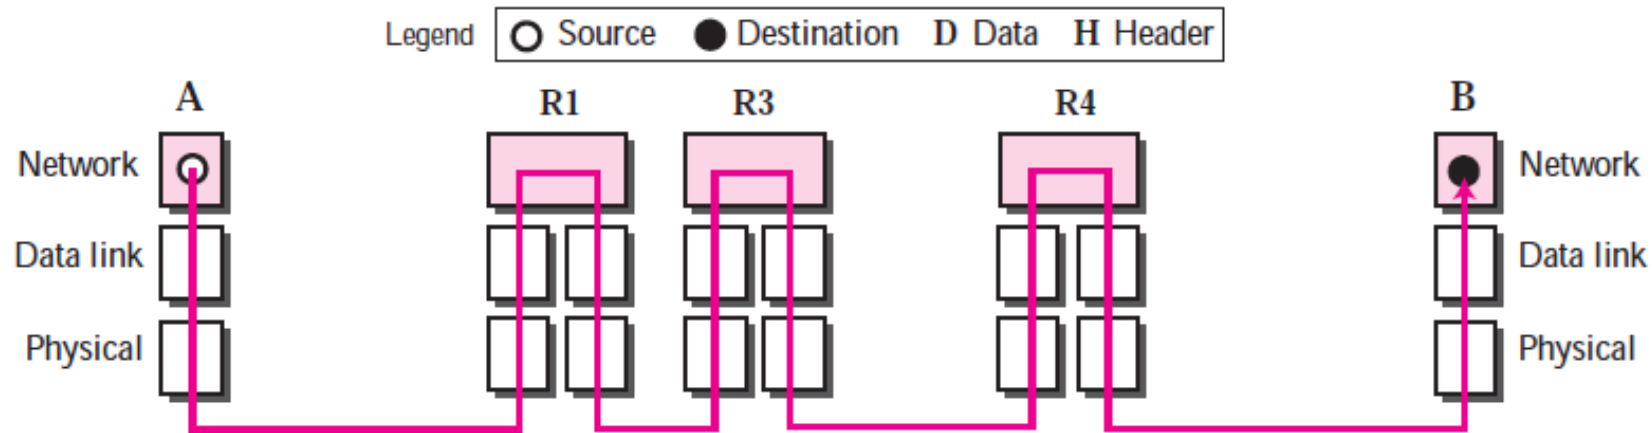 Legend Source Destination D Data H Header
A R1 R3 R4 B
Network Network
Data link Data link
Physical Physical